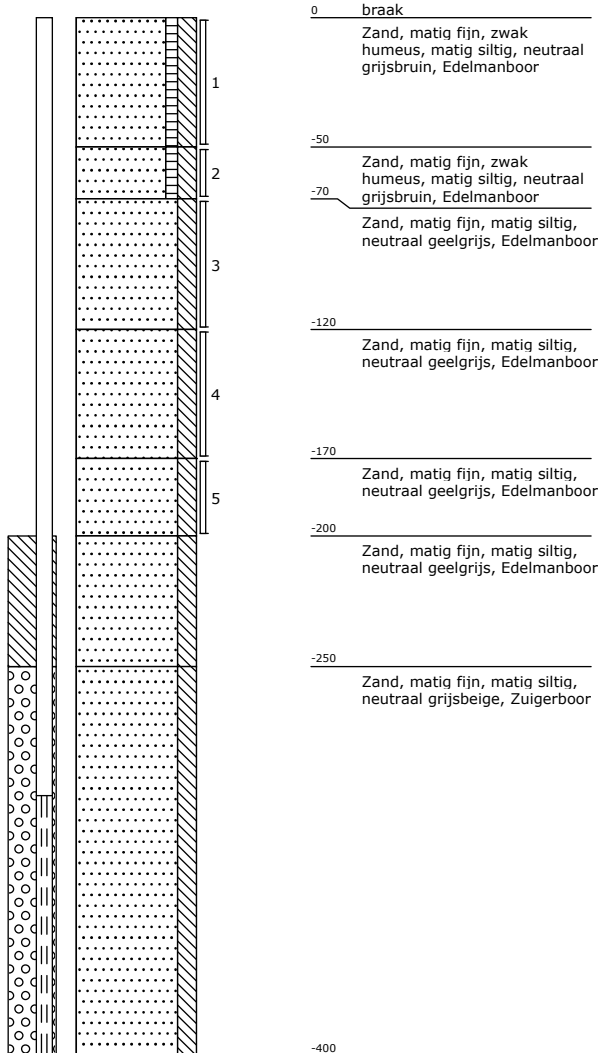 0 braak
Zand, matig fijn, zwak
humeus, matig siltig, neutraal
grijsbruin, Edelmanboor
1
-50
Zand, matig fijn, zwak
humeus, matig siltig, neutraal
grijsbruin, Edelmanboor
2
-70
Zand, matig fijn, matig siltig,
neutraal geelgrijs, Edelmanboor
3
-120
Zand, matig fijn, matig siltig,
neutraal geelgrijs, Edelmanboor
4
-170
Zand, matig fijn, matig siltig,
neutraal geelgrijs, Edelmanboor
5
-200
Zand, matig fijn, matig siltig,
neutraal geelgrijs, Edelmanboor
-250
Zand, matig fijn, matig siltig,
neutraal grijsbeige, Zuigerboor
-400